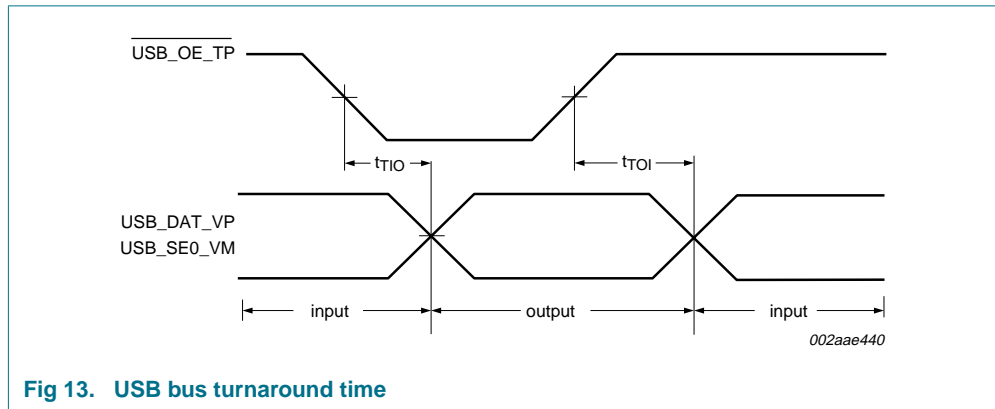 USB_OE_TP
tTIO
tTOI
USB_DAT_VP
USB_SE0_VM
input
output
input
002aae440
Fig 13. USB bus turnaround time